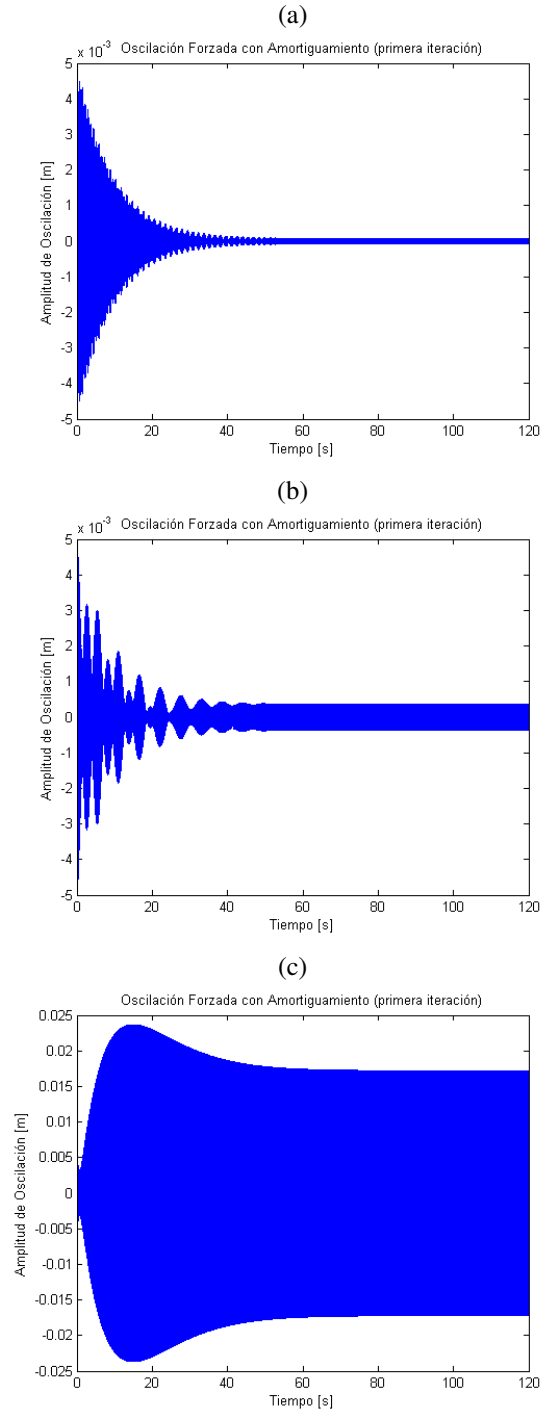 (a)
x 10^-3 Oscilación Forzada con Amortiguamiento (primera iteración)
5
4
3
2
1
0
-1
-2
-3
-4
-5
Amplitud de Oscilación [m]
0 20 40 60 80 100 120
Tiempo [s]
(b)
x 10^-3 Oscilación Forzada con Amortiguamiento (primera iteración)
5
4
3
2
1
0
-1
-2
-3
-4
-5
Amplitud de Oscilación [m]
0 20 40 60 80 100 120
Tiempo [s]
(c)
Oscilación Forzada con Amortiguamiento (primera iteración)
0.025
0.02
0.015
0.01
0.005
0
-0.005
-0.01
-0.015
-0.02
-0.025
Amplitud de Oscilación [m]
0 20 40 60 80 100 120
Tiempo [s]